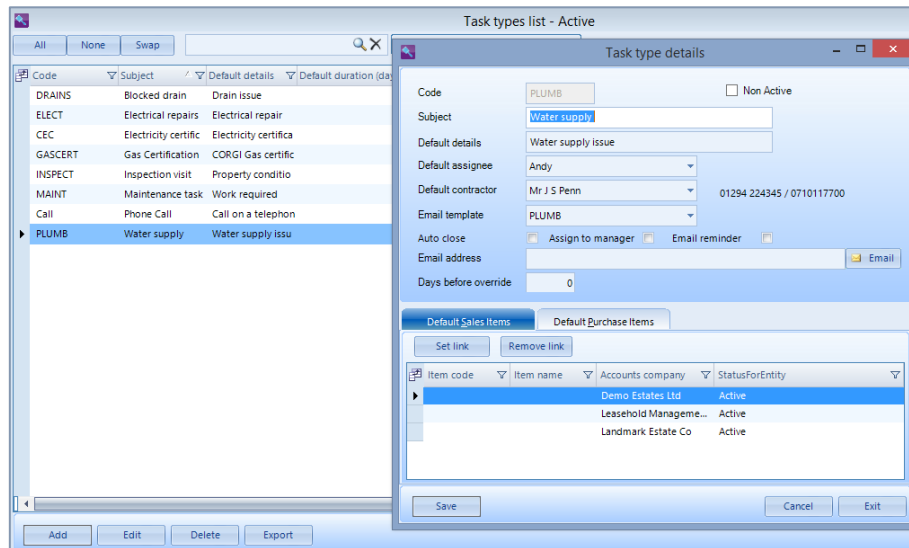 Task types list - Active
All None Swap
Code Subject Default details Default duration (day
DRAINS Blocked drain Drain issue
ELECT Electrical repairs Electrical repair
CEC Electricity certific Electricity certifica
GASCERT Gas Certification CORGI Gas certific
INSPECT Inspection visit Property conditio
MAINT Maintenance task Work required
Call Phone Call Call on a telephon
PLUMB Water supply Water supply issu
Add Edit Delete Export
Task type details
Code PLUMB Non Active
Subject Water supply
Default details Water supply issue
Default assignee Andy
Default contractor Mr J S Penn 01294 224345 / 0710117700
Email template PLUMB
Auto close Assign to manager Email reminder
Email address Email
Days before override 0
Default Sales Items Default Purchase Items
Set link Remove link
Item code Item name Accounts company StatusForEntity
Demo Estates Ltd Active
Leasehold Manageme... Active
Landmark Estate Co Active
Save Cancel Exit